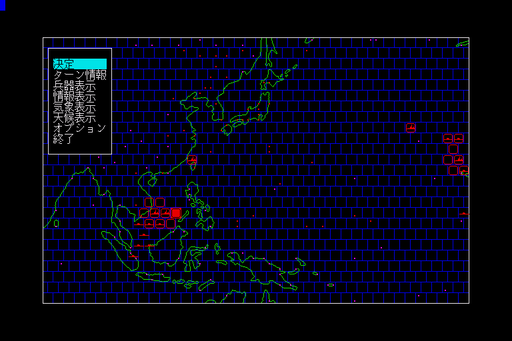 決定
ターン情報
兵器表示
情報表示
気象表示
天候表示
オプション
終了